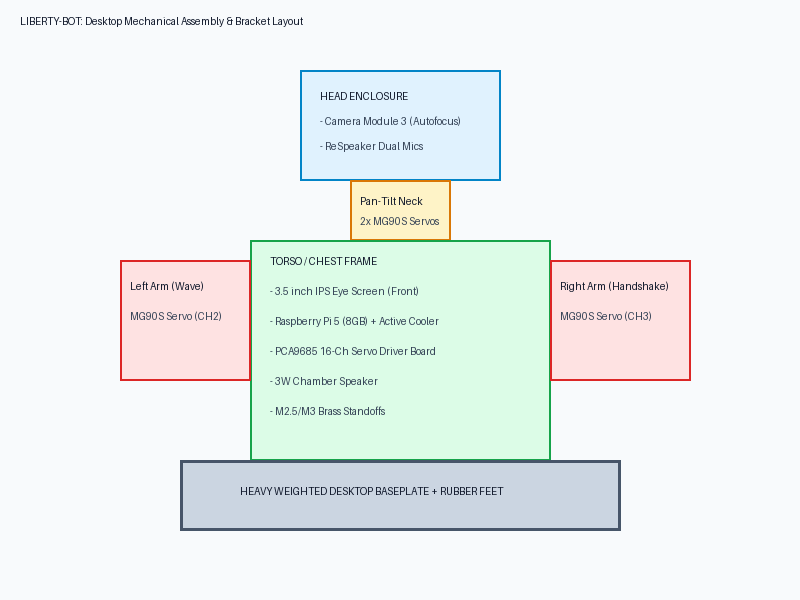 LIBERTY-BOT: Desktop Mechanical Assembly & Bracket Layout
HEAD ENCLOSURE
- Camera Module 3 (Autofocus)
- ReSpeaker Dual Mics
Pan-Tilt Neck
2x MG90S Servos
TORSO / CHEST FRAME
- 3.5 inch IPS Eye Screen (Front)
- Raspberry Pi 5 (8GB) + Active Cooler
- PCA9685 16-Ch Servo Driver Board
- 3W Chamber Speaker
- M2.5/M3 Brass Standoffs
Left Arm (Wave)
MG90S Servo (CH2)
Right Arm (Handshake)
MG90S Servo (CH3)
HEAVY WEIGHTED DESKTOP BASEPLATE + RUBBER FEET